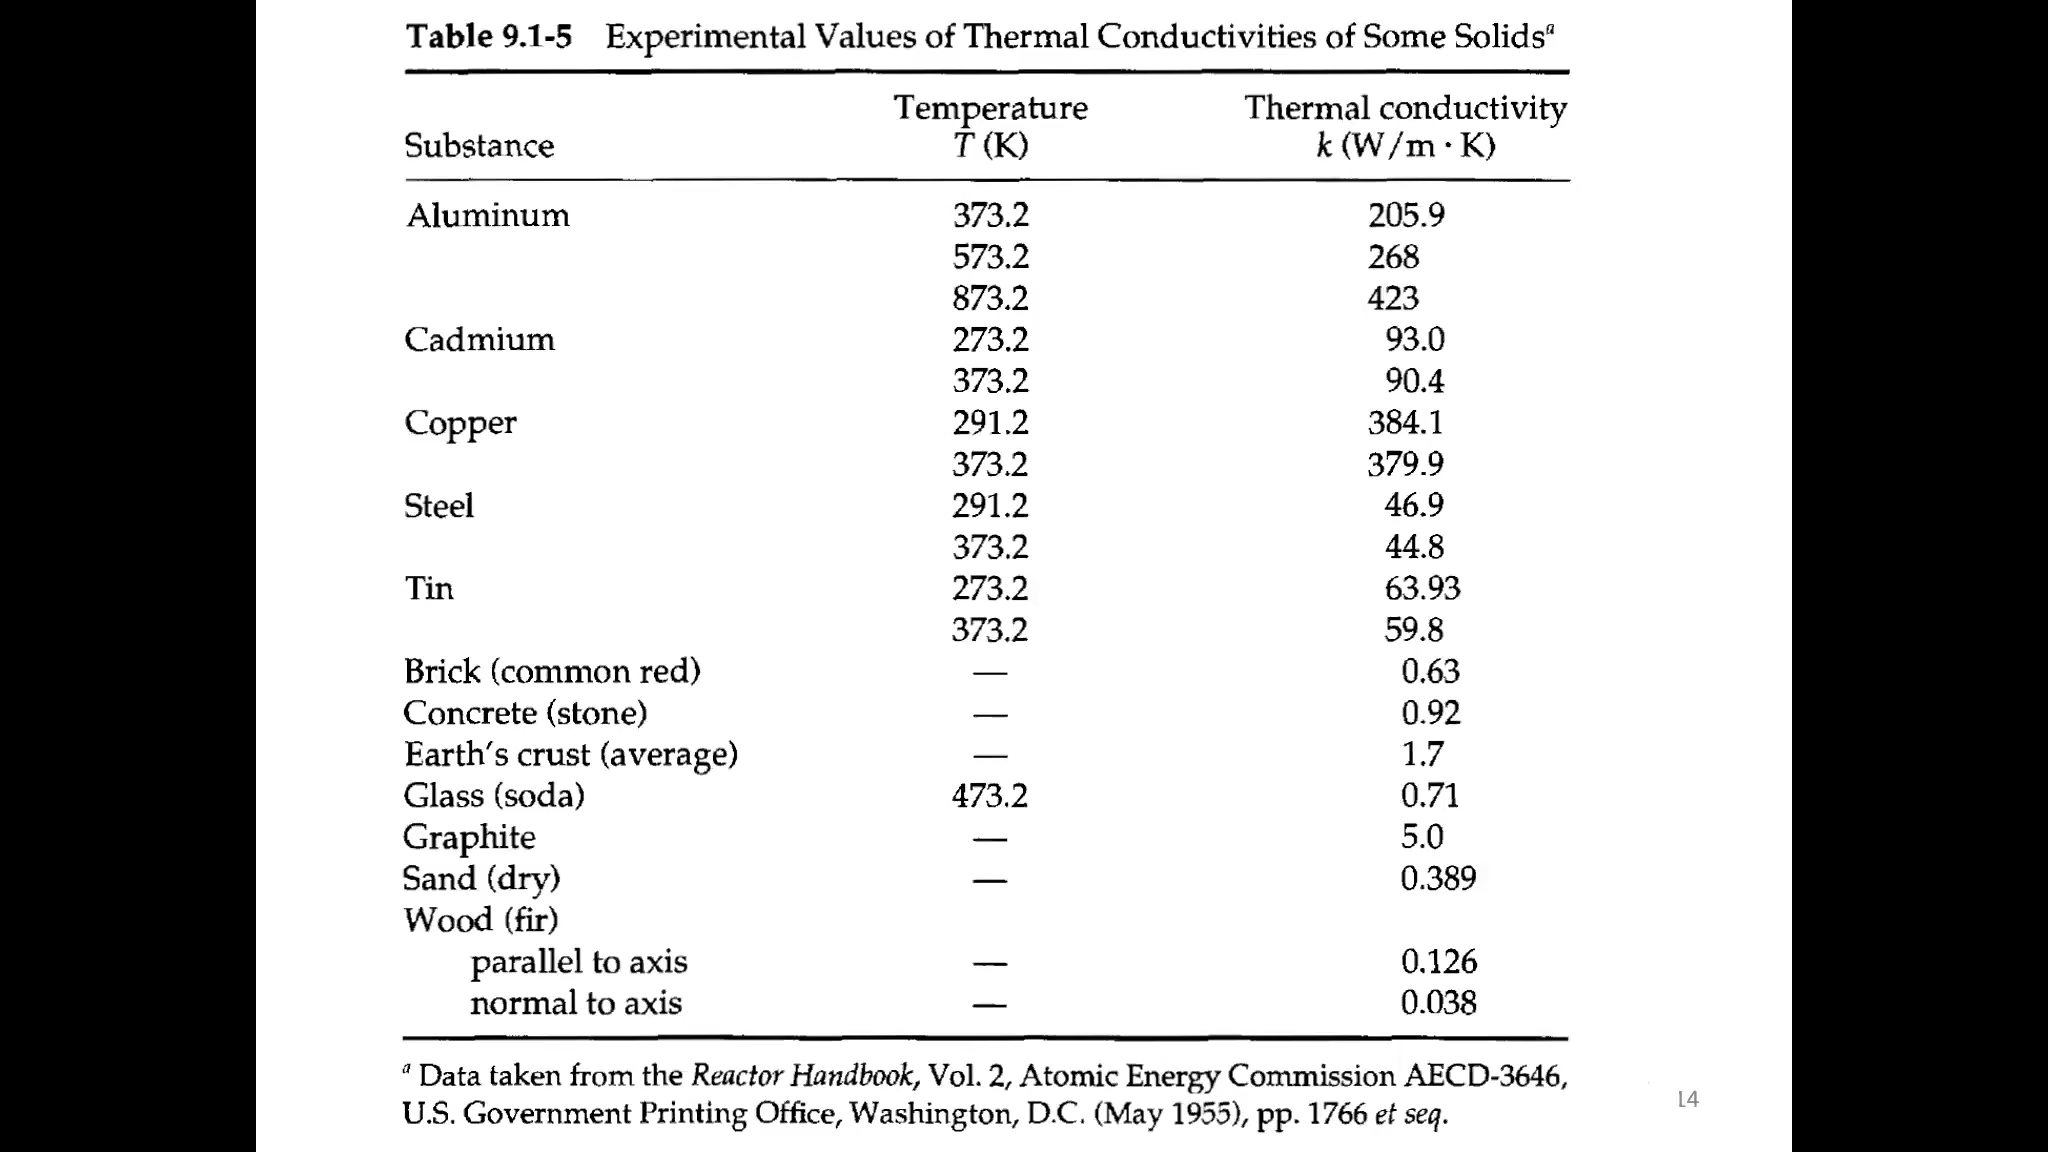 Table 9.1-5 Experimental Values of Thermal Conductivities of Some Solids^a
Temperature Thermal conductivity
Substance T (K) k (W/m · K)
Aluminum 373.2 205.9
573.2 268
873.2 423
Cadmium 273.2 93.0
373.2 90.4
Copper 291.2 384.1
373.2 379.9
Steel 291.2 46.9
373.2 44.8
Tin 273.2 63.93
373.2 59.8
Brick (common red) — 0.63
Concrete (stone) — 0.92
Earth's crust (average) — 1.7
Glass (soda) 473.2 0.71
Graphite — 5.0
Sand (dry) — 0.389
Wood (fir)
parallel to axis — 0.126
normal to axis — 0.038
^a Data taken from the Reactor Handbook, Vol. 2, Atomic Energy Commission AECD-3646,
U.S. Government Printing Office, Washington, D.C. (May 1955), pp. 1766 et seq.
14